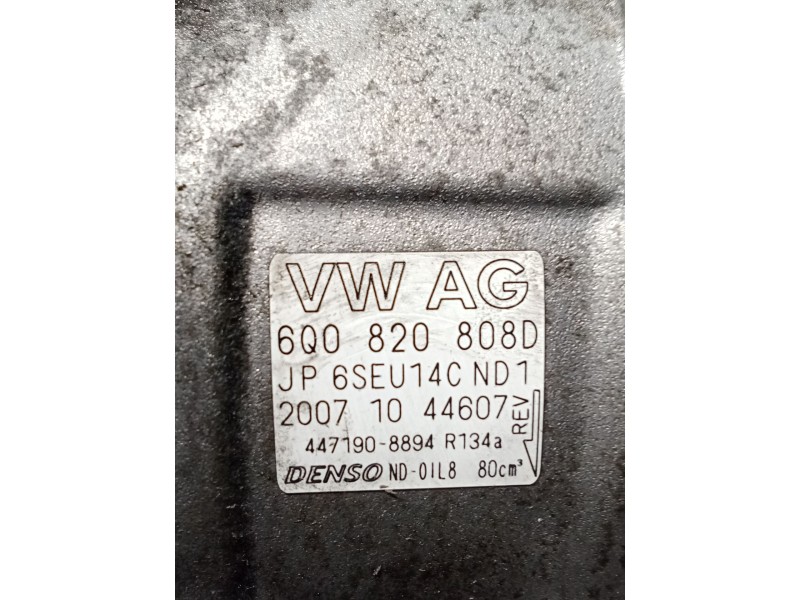 VW AG
6Q0 820 808D
JP 6SEU14C ND1
2007 10 44607
REV
447190-8894 R134a
DENSO ND-OIL8 80cm³